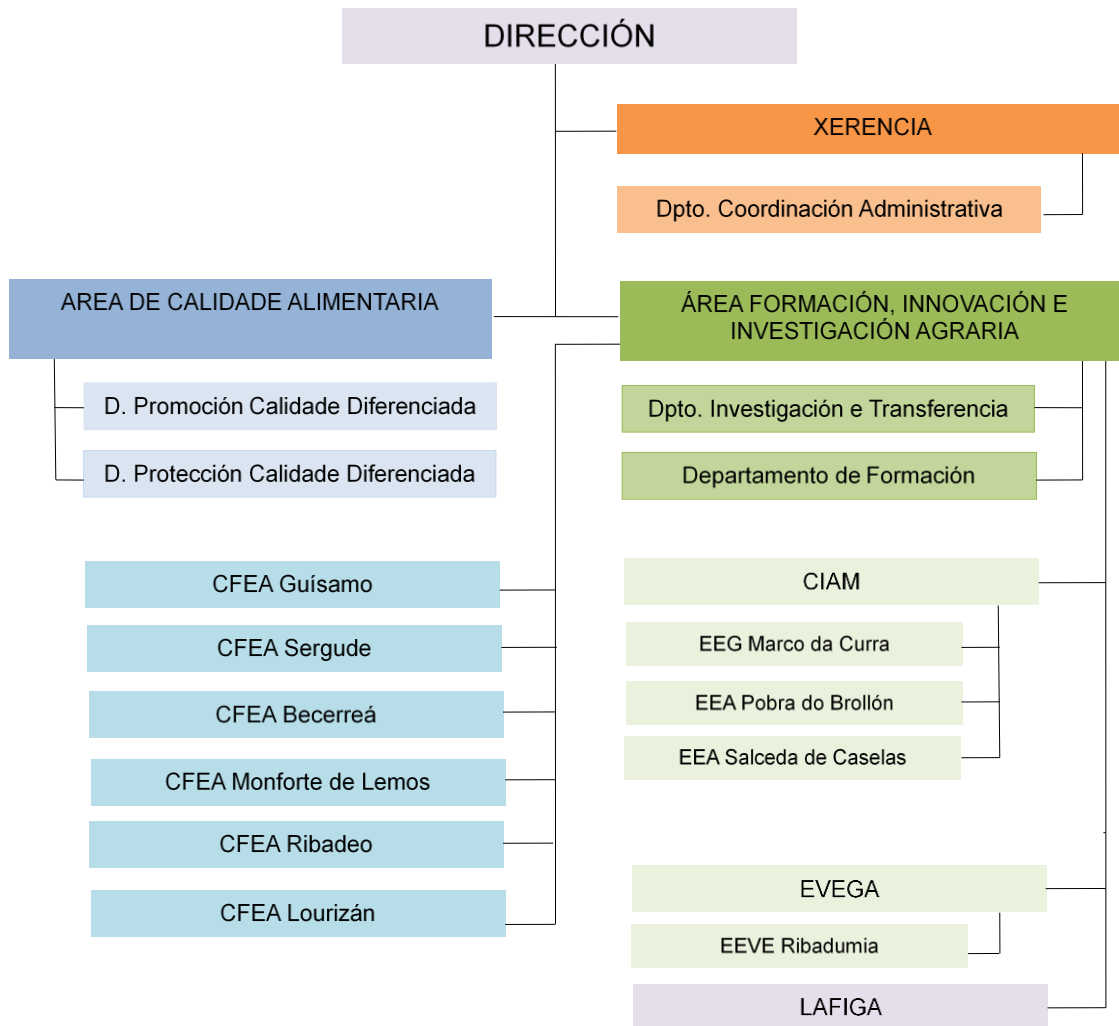 DIRECCIÓN
XERENCIA
Dpto. Coordinación Administrativa
AREA DE CALIDADE ALIMENTARIA
D. Promoción Calidade Diferenciada
D. Protección Calidade Diferenciada
ÁREA FORMACIÓN, INNOVACIÓN E
INVESTIGACIÓN AGRARIA
Dpto. Investigación e Transferencia
Departamento de Formación
CFEA Guísamo
CFEA Sergude
CFEA Becerreá
CFEA Monforte de Lemos
CFEA Ribadeo
CFEA Lourizán
CIAM
EEG Marco da Curra
EEA Pobra do Brollón
EEA Salceda de Caselas
EVEGA
EEVE Ribadumia
LAFIGA